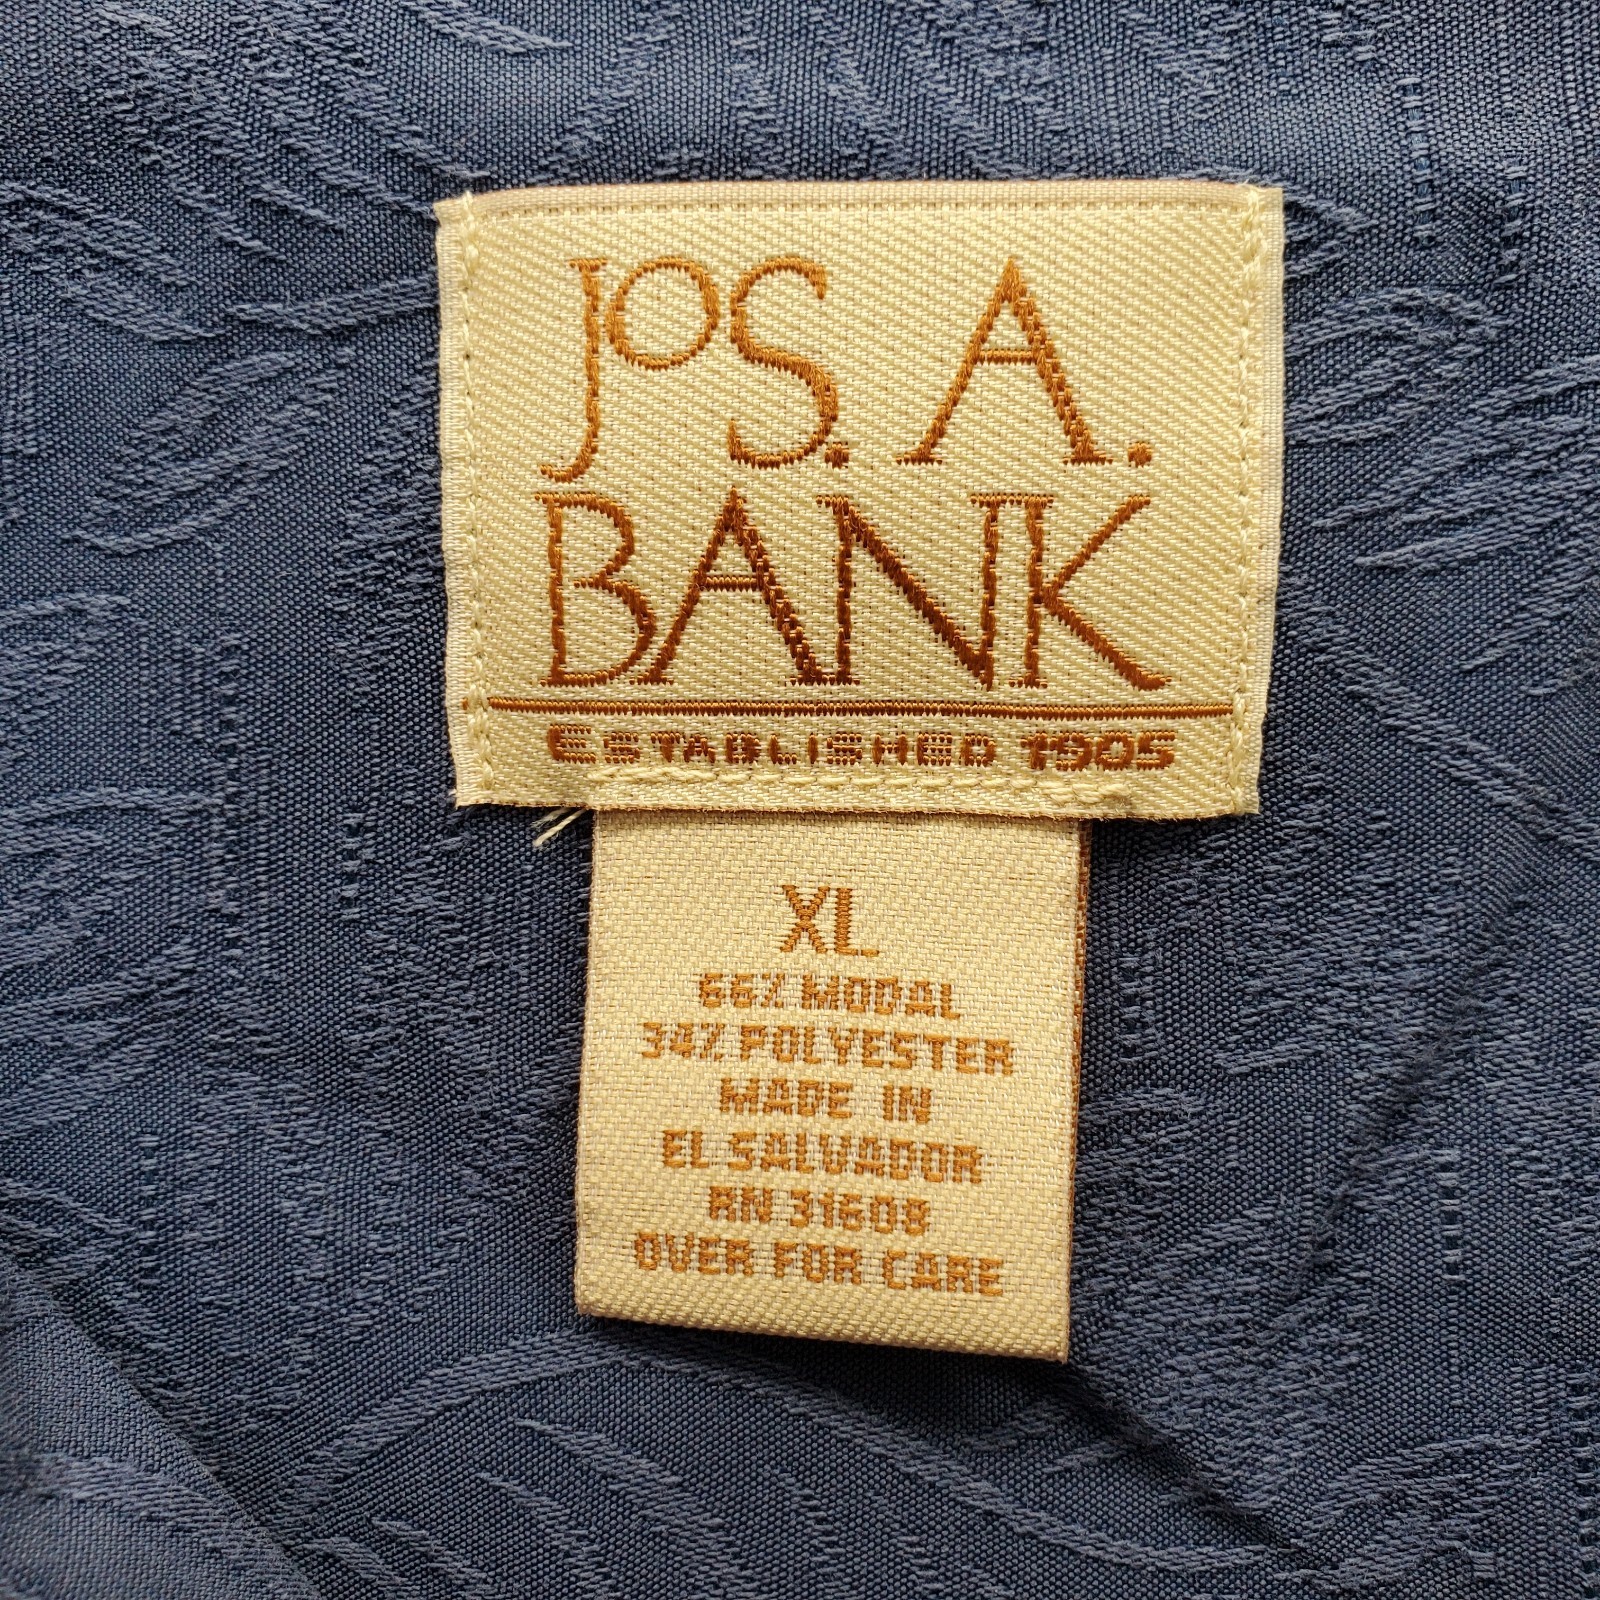 JoS. A.
BANK
ESTABLISHED 1905
XL
66% MODAL
34% POLYESTER
MADE IN
EL SALVADOR
RN 31608
OVER FOR CARE